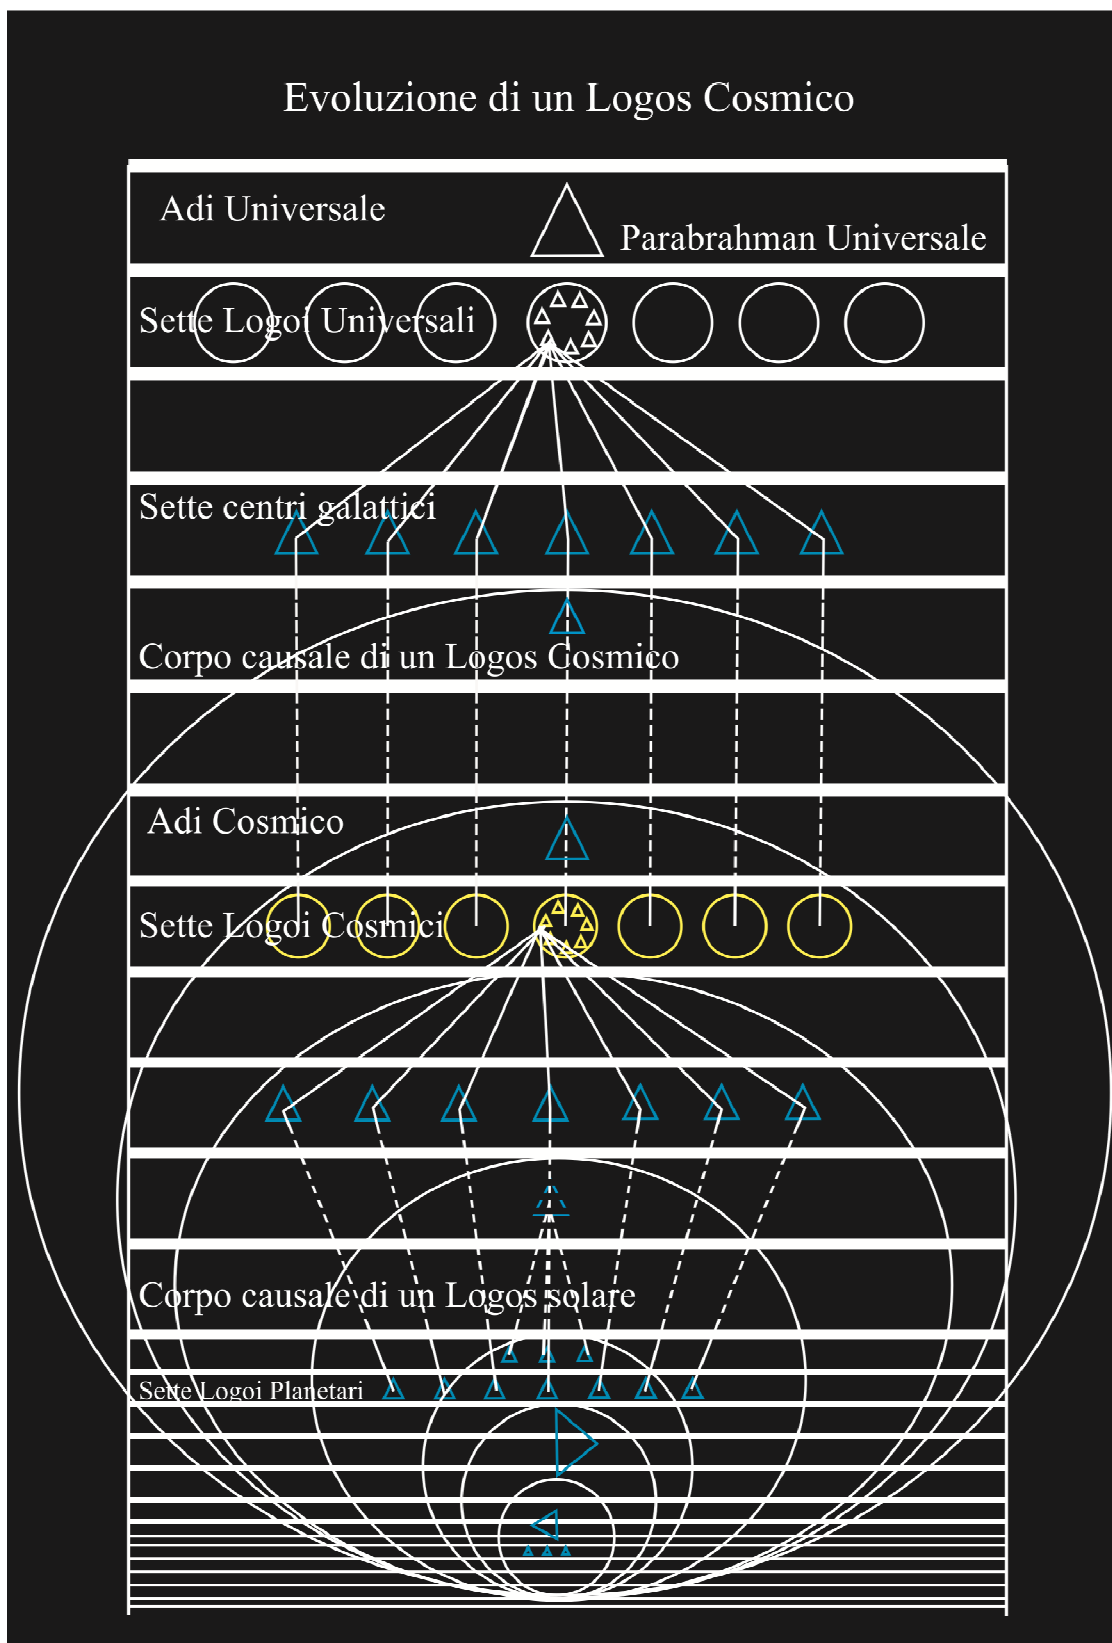 Evoluzione di un Logos Cosmico
Adi Universale
Parabrahman Universale
Sette Logoi Universali
Sette centri galattici
Corpo causale di un Logos Cosmico
Adi Cosmico
Sette Logoi Cosmici
Corpo causale di un Logos solare
Sette Logoi Planetari